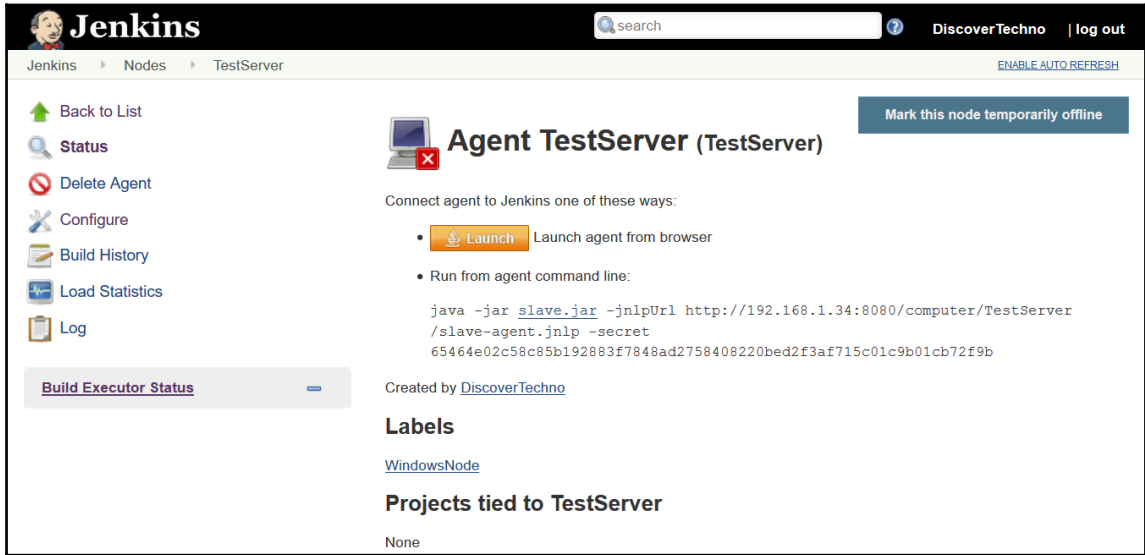 Jenkins
search
DiscoverTechno | log out
Jenkins Nodes TestServer
ENABLE AUTO REFRESH
Back to List
Status
Delete Agent
Configure
Build History
Load Statistics
Log
Build Executor Status
Mark this node temporarily offline
Agent TestServer (TestServer)
Connect agent to Jenkins one of these ways:
Launch Launch agent from browser
Run from agent command line:
java -jar slave.jar -jnlpUrl http://192.168.1.34:8080/computer/TestServer
/slave-agent.jnlp -secret
65464e02c58c85b192883f7848ad2758408220bed2f3af715c01c9b01cb72f9b
Created by DiscoverTechno
Labels
WindowsNode
Projects tied to TestServer
None